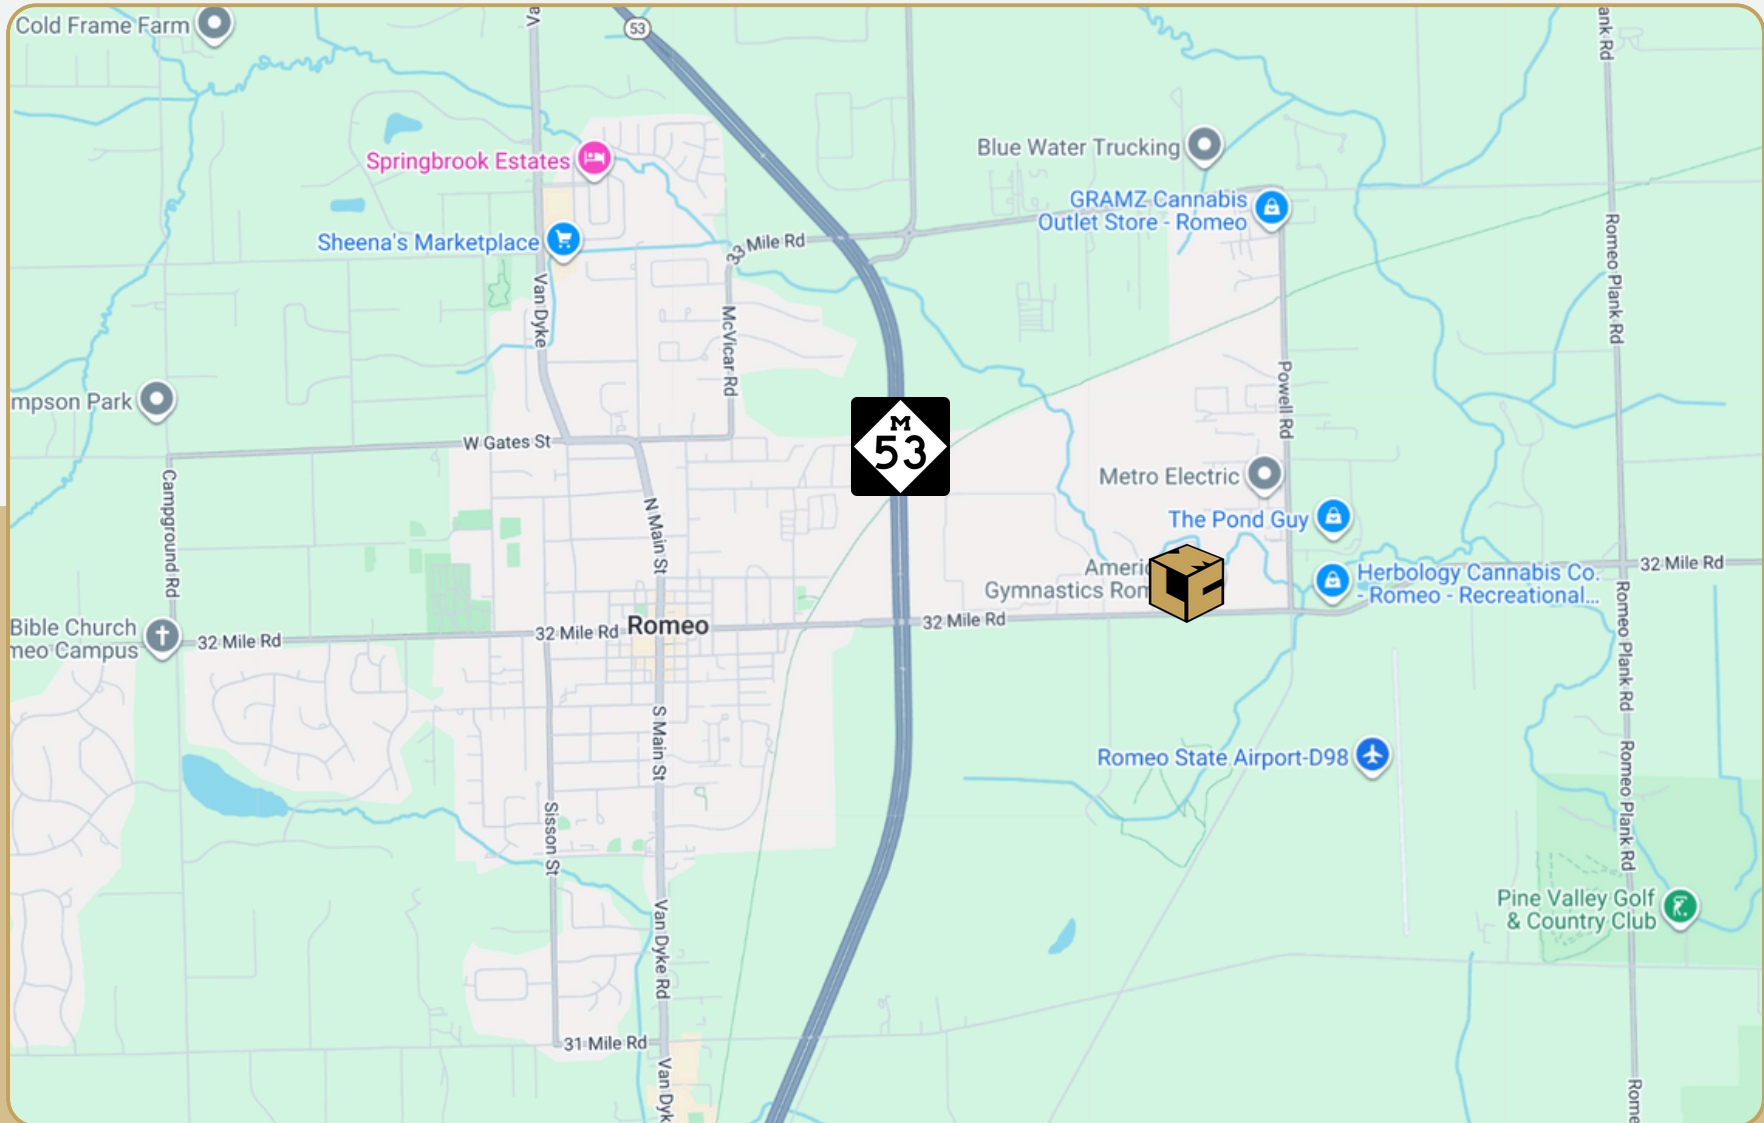 Cold Frame Farm
53
ank Rd
Blue Water Trucking
Springbrook Estates
GRAMZ Cannabis
Outlet Store - Romeo
Sheena's Marketplace
33 Mile Rd
Romeo Plank Rd
Van Dyke
McVicar Rd
Powell Rd
mpson Park
M
53
W Gates St
Campground Rd
N Main St
Metro Electric
The Pond Guy
32 Mile Rd
Americ
Gymnastics Rom
Herbology Cannabis Co.
- Romeo - Recreational...
Bible Church
meo Campus
32 Mile Rd
32 Mile Rd
Romeo
32 Mile Rd
Romeo Plank Rd
S Main St
Romeo State Airport-D98
Romeo Plank Rd
Sisson St
Pine Valley Golf
& Country Club
Van Dyke Rd
31 Mile Rd
Van Dyk
Rome